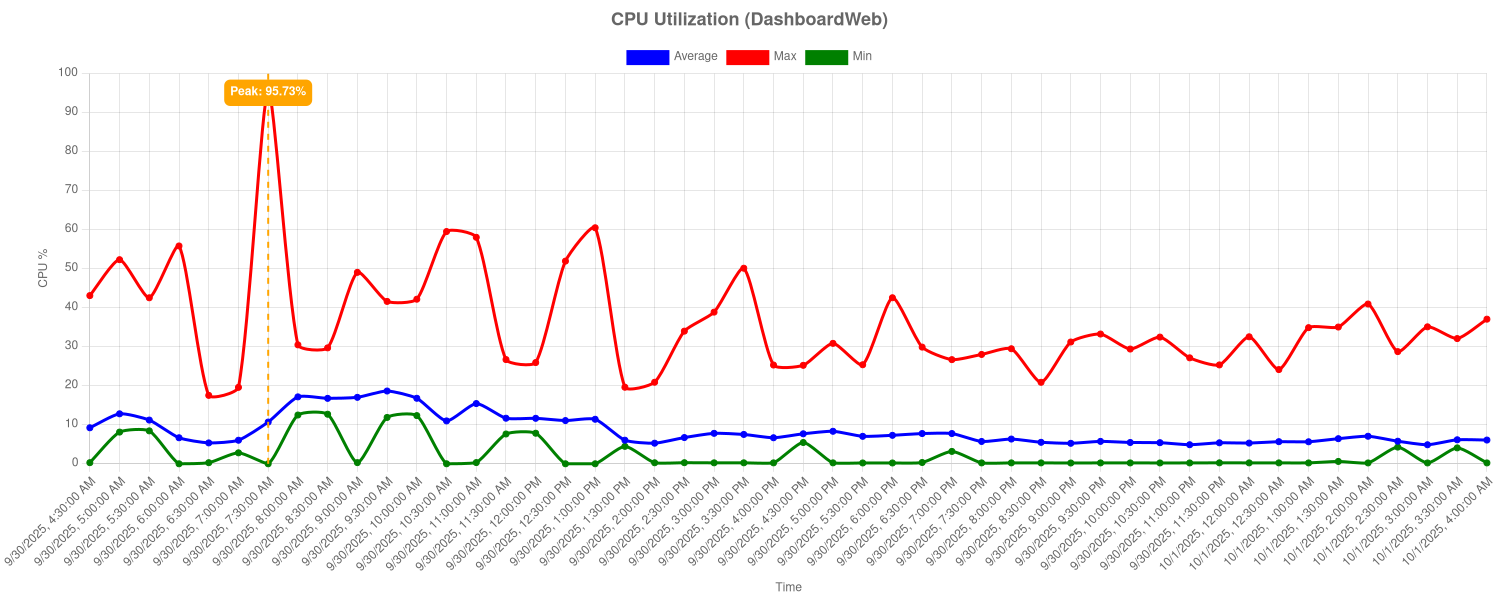 CPU Utilization (DashboardWeb)
Average Max Min
100
Peak: 95.73%
90
80
70
60
50
40
30
20
10
0
CPU %
9/30/2025, 4:30:00 AM
9/30/2025, 5:00:00 AM
9/30/2025, 5:30:00 AM
9/30/2025, 6:00:00 AM
9/30/2025, 6:30:00 AM
9/30/2025, 7:00:00 AM
9/30/2025, 7:30:00 AM
9/30/2025, 8:00:00 AM
9/30/2025, 8:30:00 AM
9/30/2025, 9:00:00 AM
9/30/2025, 9:30:00 AM
9/30/2025, 10:00:00 AM
9/30/2025, 10:30:00 AM
9/30/2025, 11:00:00 AM
9/30/2025, 11:30:00 AM
9/30/2025, 12:00:00 PM
9/30/2025, 12:30:00 PM
9/30/2025, 1:00:00 PM
9/30/2025, 1:30:00 PM
9/30/2025, 2:00:00 PM
9/30/2025, 2:30:00 PM
9/30/2025, 3:00:00 PM
9/30/2025, 3:30:00 PM
9/30/2025, 4:00:00 PM
9/30/2025, 4:30:00 PM
9/30/2025, 5:00:00 PM
9/30/2025, 5:30:00 PM
9/30/2025, 6:00:00 PM
9/30/2025, 6:30:00 PM
9/30/2025, 7:00:00 PM
9/30/2025, 7:30:00 PM
9/30/2025, 8:00:00 PM
9/30/2025, 8:30:00 PM
9/30/2025, 9:00:00 PM
9/30/2025, 9:30:00 PM
9/30/2025, 10:00:00 PM
9/30/2025, 10:30:00 PM
9/30/2025, 11:00:00 PM
9/30/2025, 11:30:00 PM
10/1/2025, 12:00:00 AM
10/1/2025, 12:30:00 AM
10/1/2025, 1:00:00 AM
10/1/2025, 1:30:00 AM
10/1/2025, 2:00:00 AM
10/1/2025, 2:30:00 AM
10/1/2025, 3:00:00 AM
10/1/2025, 3:30:00 AM
10/1/2025, 4:00:00 AM
Time